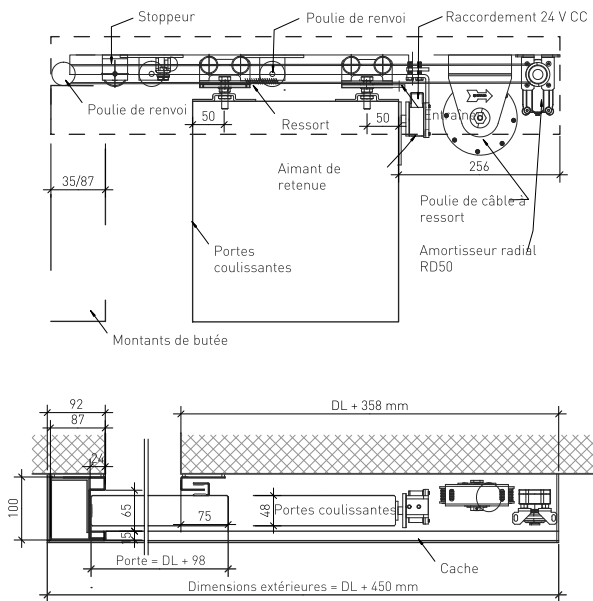 Stoppeur
Poulie de renvoi
Raccordement 24 V CC
Poulie de renvoi
50
Ressort
50
Entraîneur
Aimant de
retenue
256
35/87
Poulie de câble à
ressort
Portes
coulissantes
Amortisseur radial
RD50
Montants de butée
92
87
DL + 358 mm
24
100
65
15
75
48
Portes coulissantes
Porte = DL + 98
Cache
Dimensions extérieures = DL + 450 mm